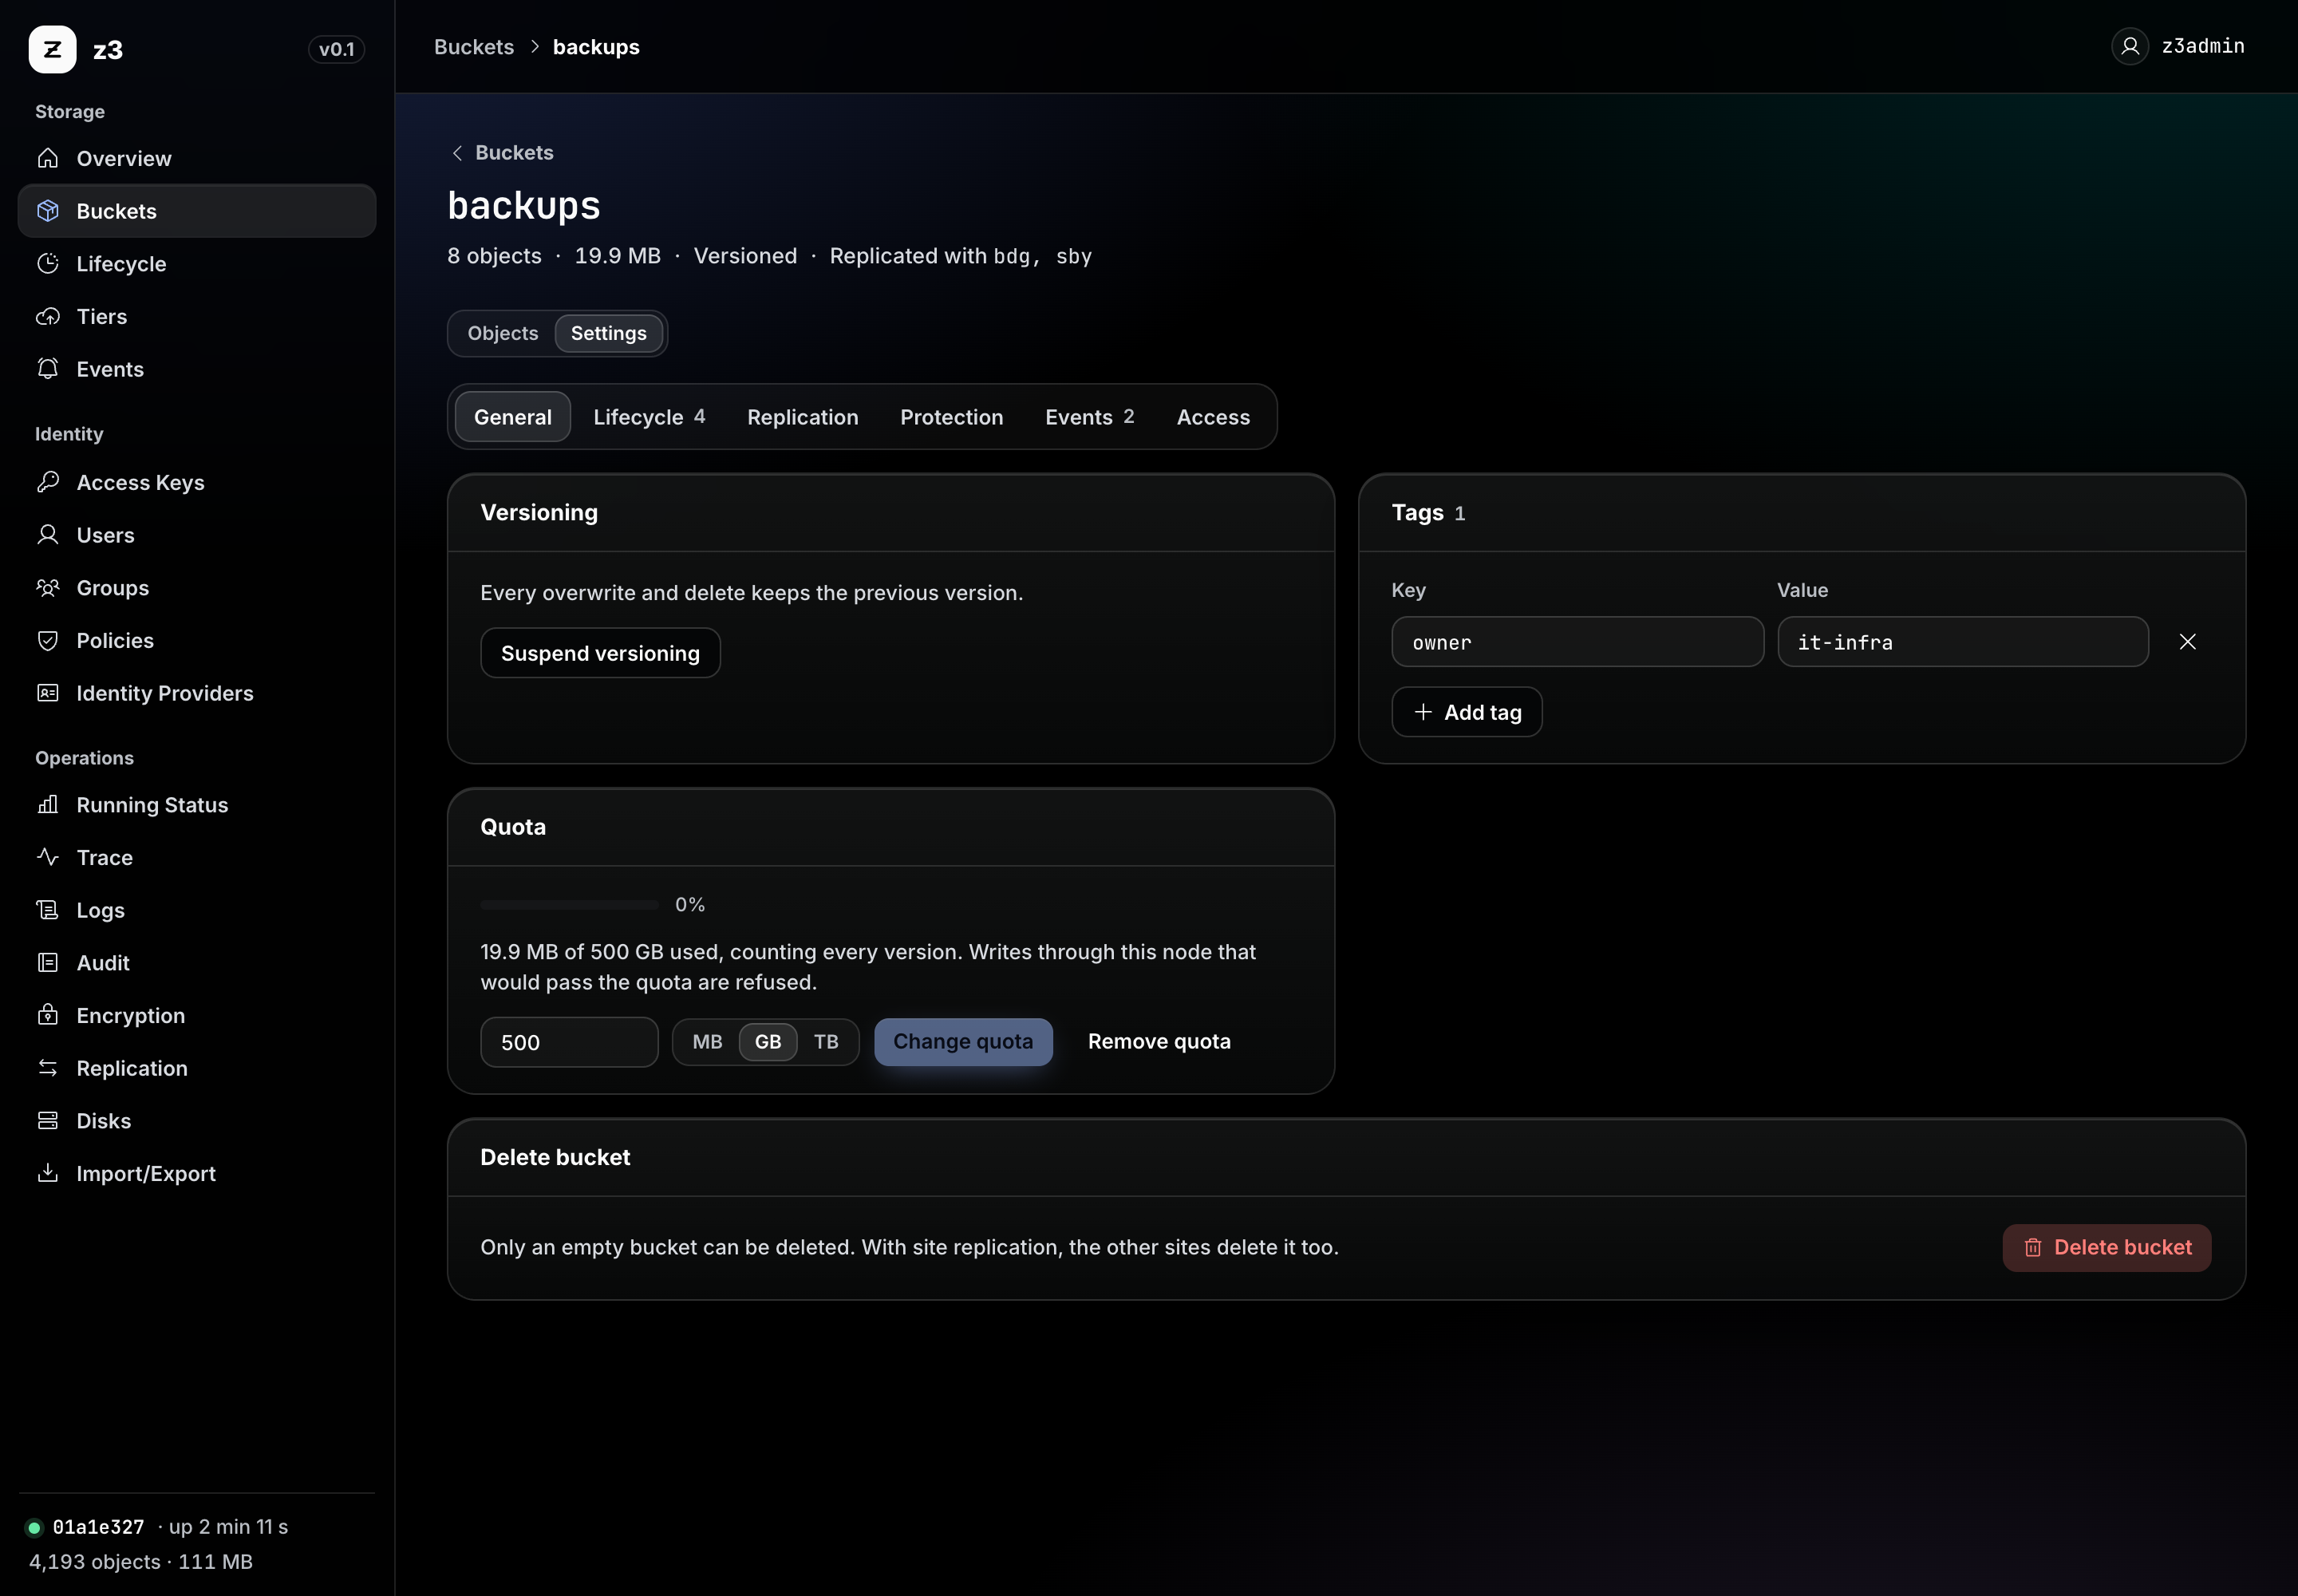 z3
v0.1
Storage
Overview
Buckets
Lifecycle
Tiers
Events
Identity
Access Keys
Users
Groups
Policies
Identity Providers
Operations
Running Status
Trace
Logs
Audit
Encryption
Replication
Disks
Import/Export
01a1e327 · up 2 min 11 s
4,193 objects · 111 MB
Buckets > backups
z3admin
Buckets
backups
8 objects · 19.9 MB · Versioned · Replicated with bdg, sby
Objects Settings
General Lifecycle 4 Replication Protection Events 2 Access
Versioning
Every overwrite and delete keeps the previous version.
Suspend versioning
Tags 1
Key Value
owner it-infra
Add tag
Quota
0%
19.9 MB of 500 GB used, counting every version. Writes through this node that
would pass the quota are refused.
500 MB GB TB Change quota Remove quota
Delete bucket
Only an empty bucket can be deleted. With site replication, the other sites delete it too.
Delete bucket